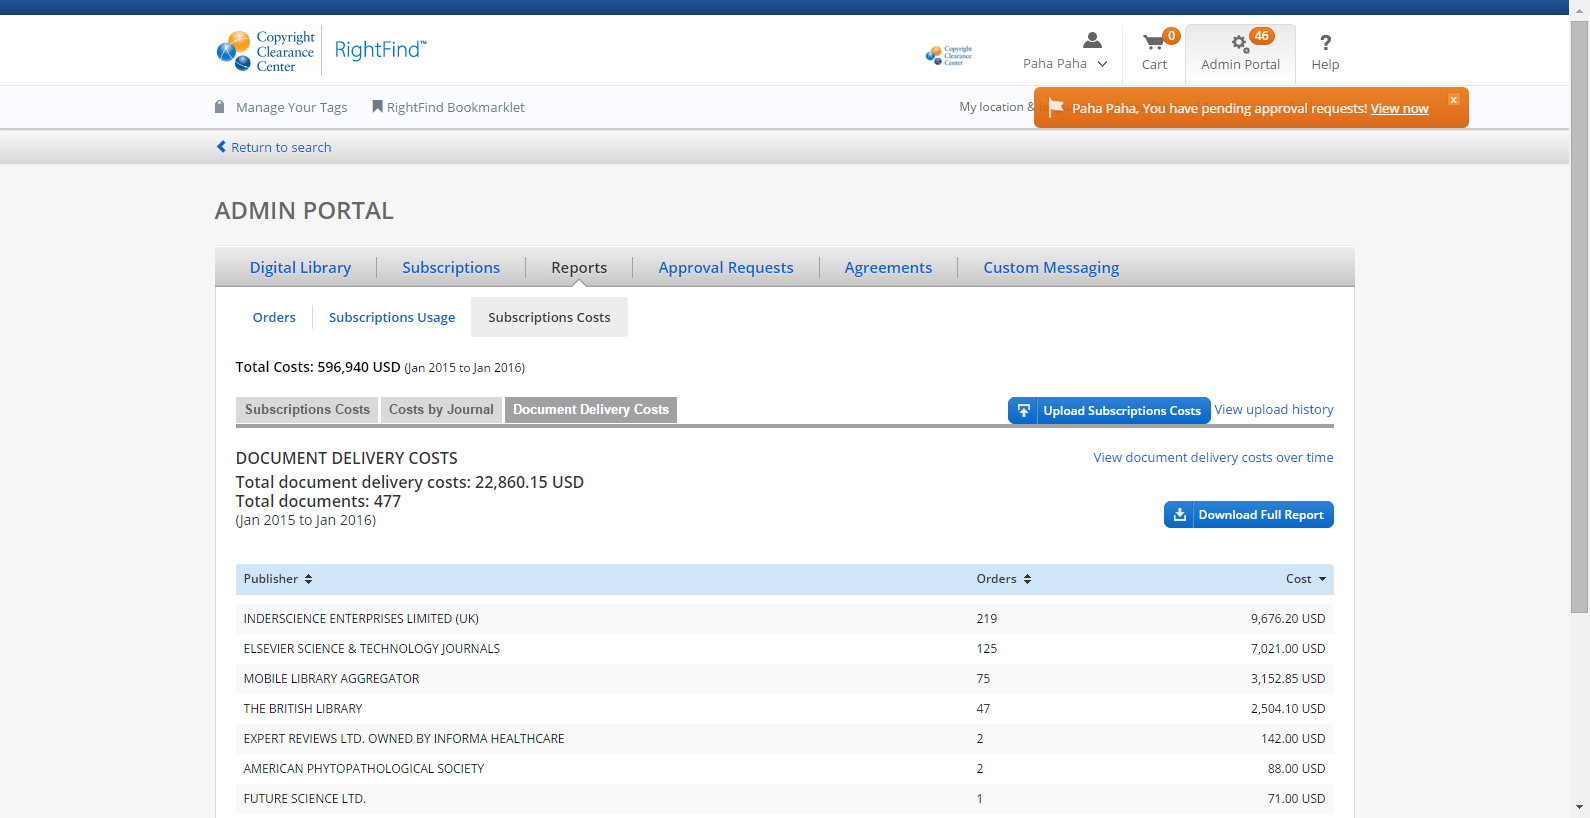 Copyright
Clearance
Center
RightFind™
Copyright
Clearance
Center
Paha Paha
0
Cart
46
Admin Portal
?
Help
Manage Your Tags
RightFind Bookmarklet
My location &
Paha Paha, You have pending approval requests! View now
x
Return to search
ADMIN PORTAL
Digital Library
Subscriptions
Reports
Approval Requests
Agreements
Custom Messaging
Orders
Subscriptions Usage
Subscriptions Costs
Total Costs: 596,940 USD (Jan 2015 to Jan 2016)
Subscriptions Costs
Costs by Journal
Document Delivery Costs
Upload Subscriptions Costs
View upload history
DOCUMENT DELIVERY COSTS
View document delivery costs over time
Total document delivery costs: 22,860.15 USD
Total documents: 477
(Jan 2015 to Jan 2016)
Download Full Report
Publisher Orders Cost
INDERSCIENCE ENTERPRISES LIMITED (UK) 219 9,676.20 USD
ELSEVIER SCIENCE & TECHNOLOGY JOURNALS 125 7,021.00 USD
MOBILE LIBRARY AGGREGATOR 75 3,152.85 USD
THE BRITISH LIBRARY 47 2,504.10 USD
EXPERT REVIEWS LTD. OWNED BY INFORMA HEALTHCARE 2 142.00 USD
AMERICAN PHYTOPATHOLOGICAL SOCIETY 2 88.00 USD
FUTURE SCIENCE LTD. 1 71.00 USD